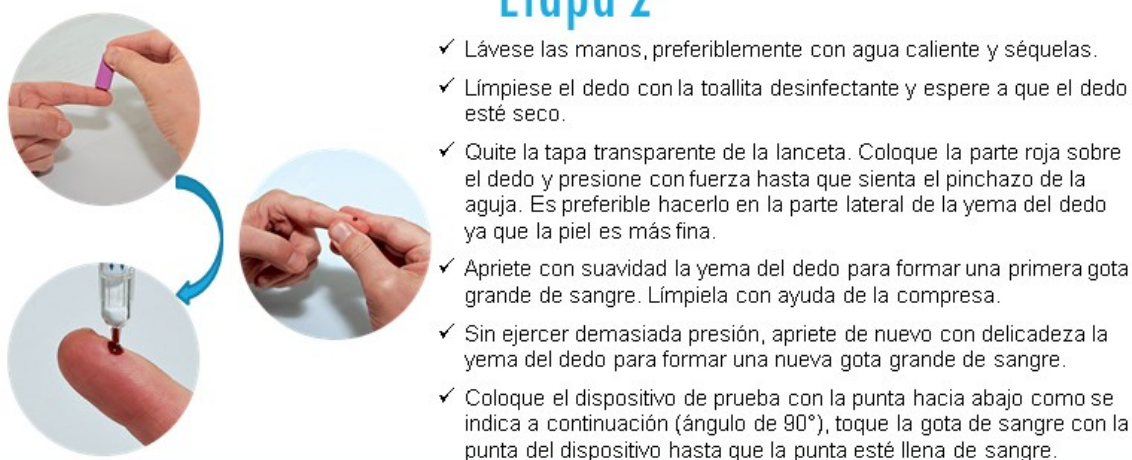 Etapa 2
✓ Lávese las manos, preferiblemente con agua caliente y séquelas.
✓ Límpiese el dedo con la toallita desinfectante y espere a que el dedo
esté seco.
✓ Quite la tapa transparente de la lanceta. Coloque la parte roja sobre
el dedo y presione con fuerza hasta que sienta el pinchazo de la
aguja. Es preferible hacerlo en la parte lateral de la yema del dedo
ya que la piel es más fina.
✓ Apriete con suavidad la yema del dedo para formar una primera gota
grande de sangre. Límpiela con ayuda de la compresa.
✓ Sin ejercer demasiada presión, apriete de nuevo con delicadeza la
yema del dedo para formar una nueva gota grande de sangre.
✓ Coloque el dispositivo de prueba con la punta hacia abajo como se
indica a continuación (ángulo de 90°), toque la gota de sangre con la
punta del dispositivo hasta que la punta esté llena de sangre.